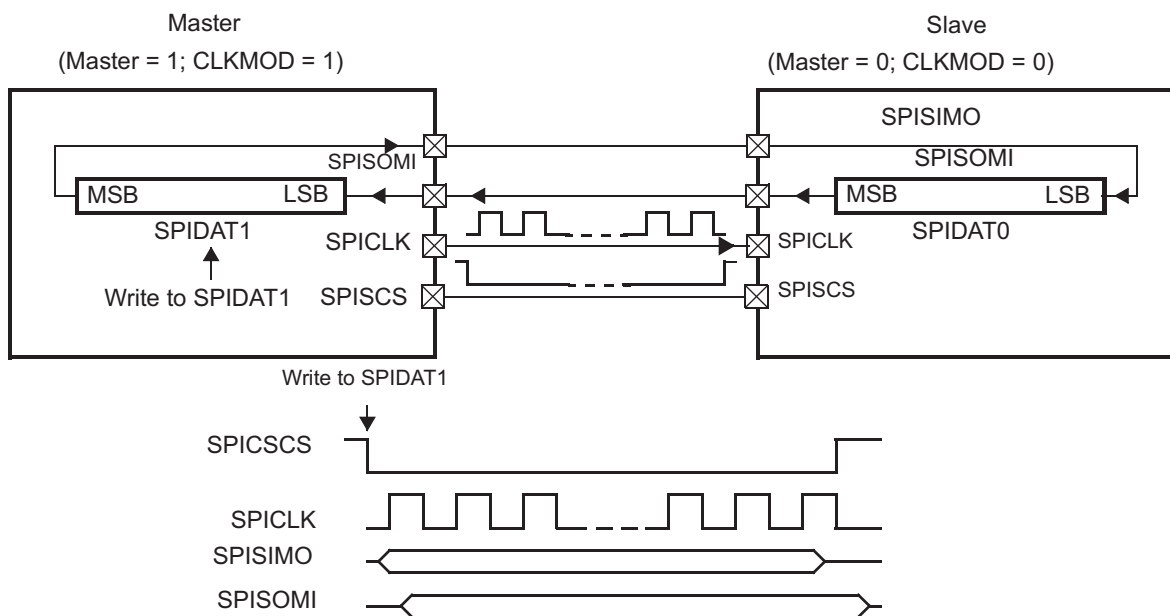 Master
(Master = 1; CLKMOD = 1)
Slave
(Master = 0; CLKMOD = 0)
SPISIMO
SPISOMI
SPISOMI
MSB LSB
MSB LSB
SPIDAT1
SPIDAT0
SPICLK
SPICLK
Write to SPIDAT1
SPISCS
SPISCS
Write to SPIDAT1
SPICSCS
SPICLK
SPISIMO
SPISOMI